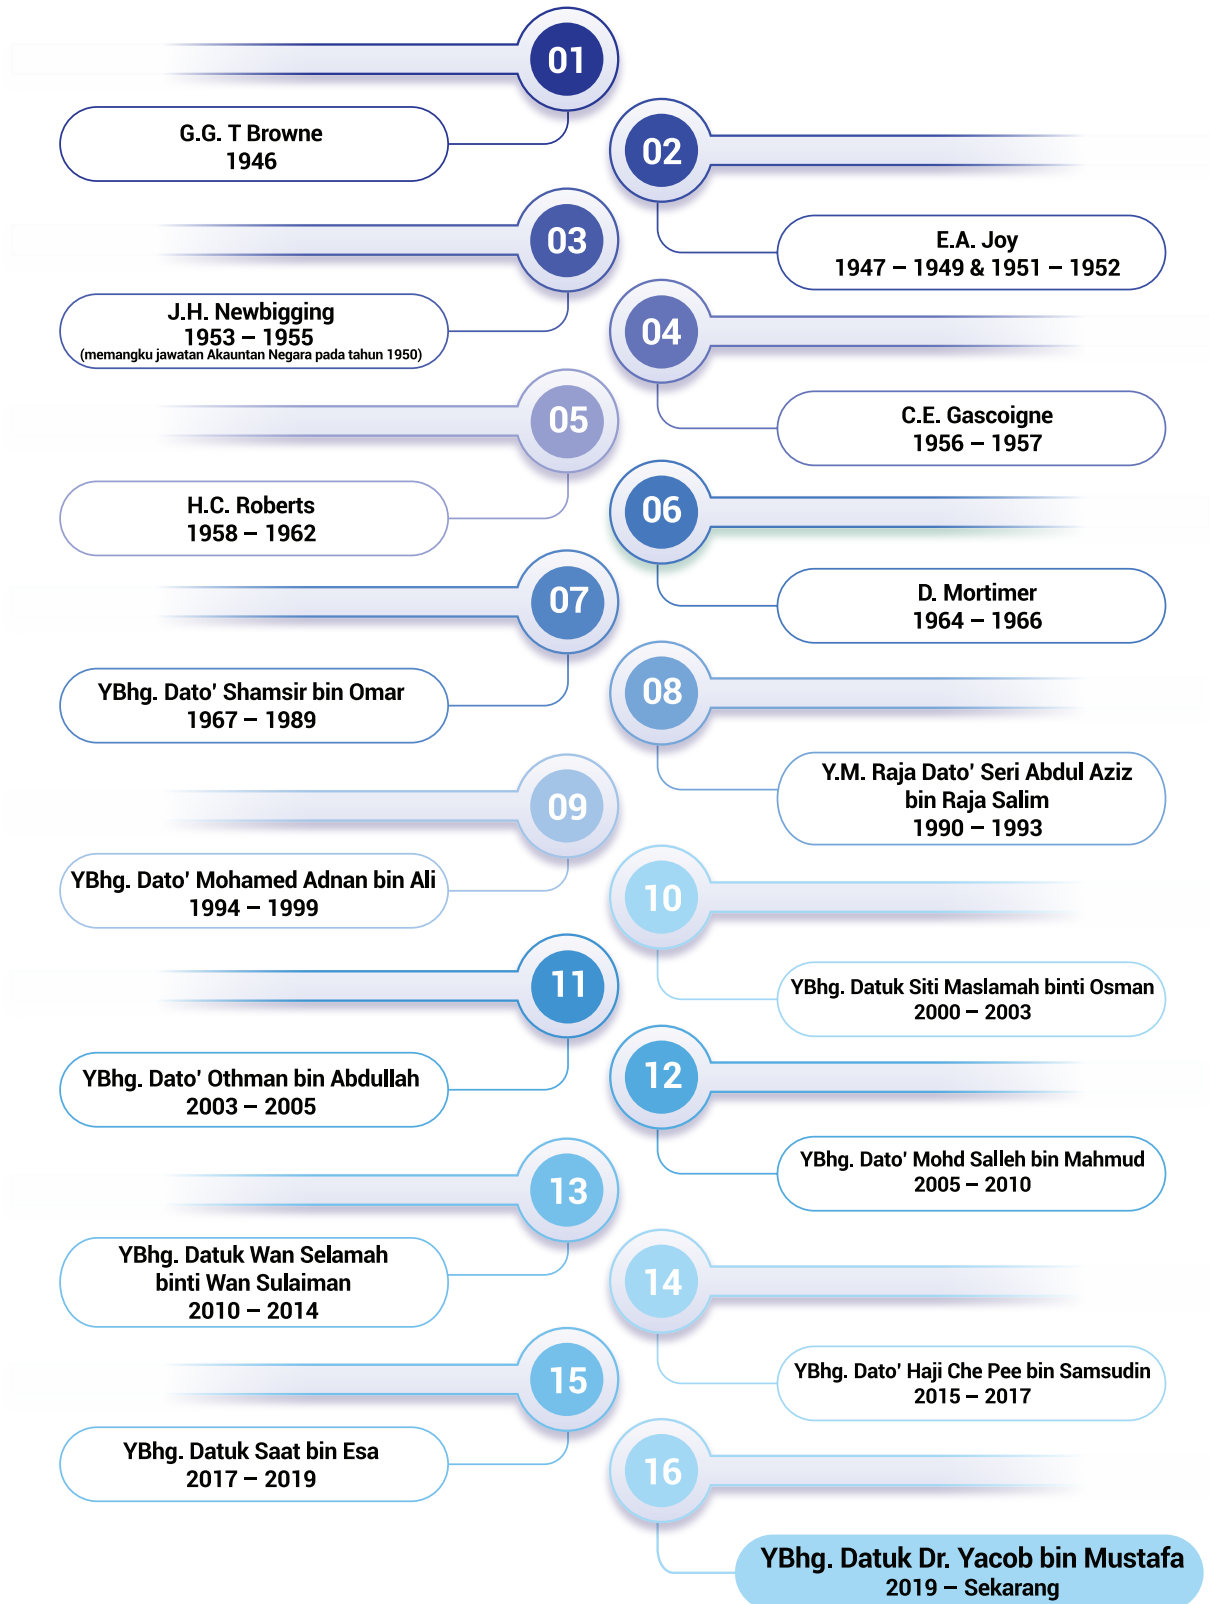 01
G.G. T Browne
1946
02
E.A. Joy
1947 – 1949 & 1951 – 1952
03
J.H. Newbigging
1953 – 1955
(memangku jawatan Akauntan Negara pada tahun 1950)
04
C.E. Gascoigne
1956 – 1957
05
H.C. Roberts
1958 – 1962
06
D. Mortimer
1964 – 1966
07
YBhg. Dato' Shamsir bin Omar
1967 – 1989
08
Y.M. Raja Dato' Seri Abdul Aziz
bin Raja Salim
1990 – 1993
09
YBhg. Dato' Mohamed Adnan bin Ali
1994 – 1999
10
YBhg. Datuk Siti Maslamah binti Osman
2000 – 2003
11
YBhg. Dato' Othman bin Abdullah
2003 – 2005
12
YBhg. Dato' Mohd Salleh bin Mahmud
2005 – 2010
13
YBhg. Datuk Wan Selamah
binti Wan Sulaiman
2010 – 2014
14
YBhg. Dato' Haji Che Pee bin Samsudin
2015 – 2017
15
YBhg. Datuk Saat bin Esa
2017 – 2019
16
YBhg. Datuk Dr. Yacob bin Mustafa
2019 – Sekarang